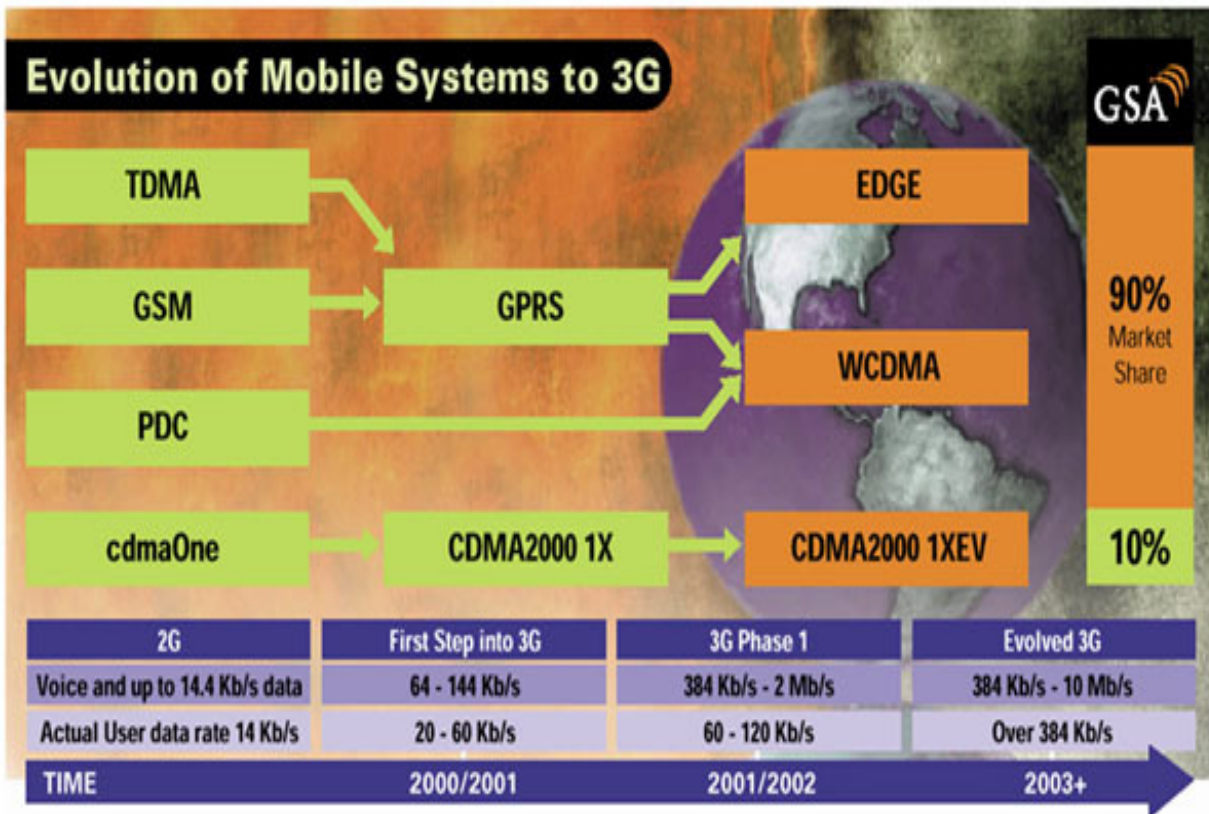 Evolution of Mobile Systems to 3G
GSA
TDMA
EDGE
GSM
GPRS
90%
Market
Share
WCDMA
PDC
cdmaOne
CDMA2000 1X
CDMA2000 1XEV
10%
2G
First Step into 3G
3G Phase 1
Evolved 3G
Voice and up to 14.4 Kb/s data
64 - 144 Kb/s
384 Kb/s - 2 Mb/s
384 Kb/s - 10 Mb/s
Actual User data rate 14 Kb/s
20 - 60 Kb/s
60 - 120 Kb/s
Over 384 Kb/s
TIME
2000/2001
2001/2002
2003+